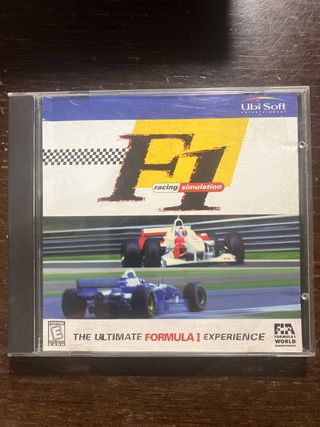 Ubi Soft
ENTERTAINMENT
F1
racing simulation
THE ULTIMATE FORMULA 1 EXPERIENCE
E
FIA
FORMULA 1
WORLD
CHAMPIONSHIP